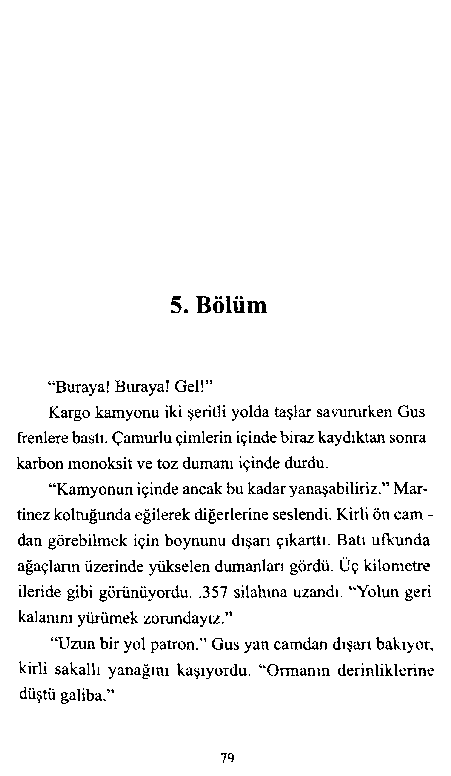 5. Bölüm
“Buraya! Buraya! Gel!”
Kargo kamyonu iki şeritli yolda taşlar savururken Gus
frenlere bastı. Çamurlu çimlerin içinde biraz kaydıktan sonra
karbon monoksit ve toz dumanı içinde durdu.
“Kamyonun içinde ancak bu kadar yanaşabiliriz.” Mar-
tinez koltuğunda eğilerek diğerlerine seslendi. Kirli ön cam -
dan görebilmek için boynunu dışarı çıkarttı. Batı ufkunda
ağaçların üzerinde yükselen dumanları gördü. Üç kilometre
ileride gibi görünüyordu. .357 silahına uzandı. “Yolun geri
kalanını yürümek zorundayız.”
“Uzun bir yol patron.” Gus yan camdan dışarı bakıyor,
kirli sakallı yanağını kaşıyordu. “Ormanın derinliklerine
düştü galiba.”
79